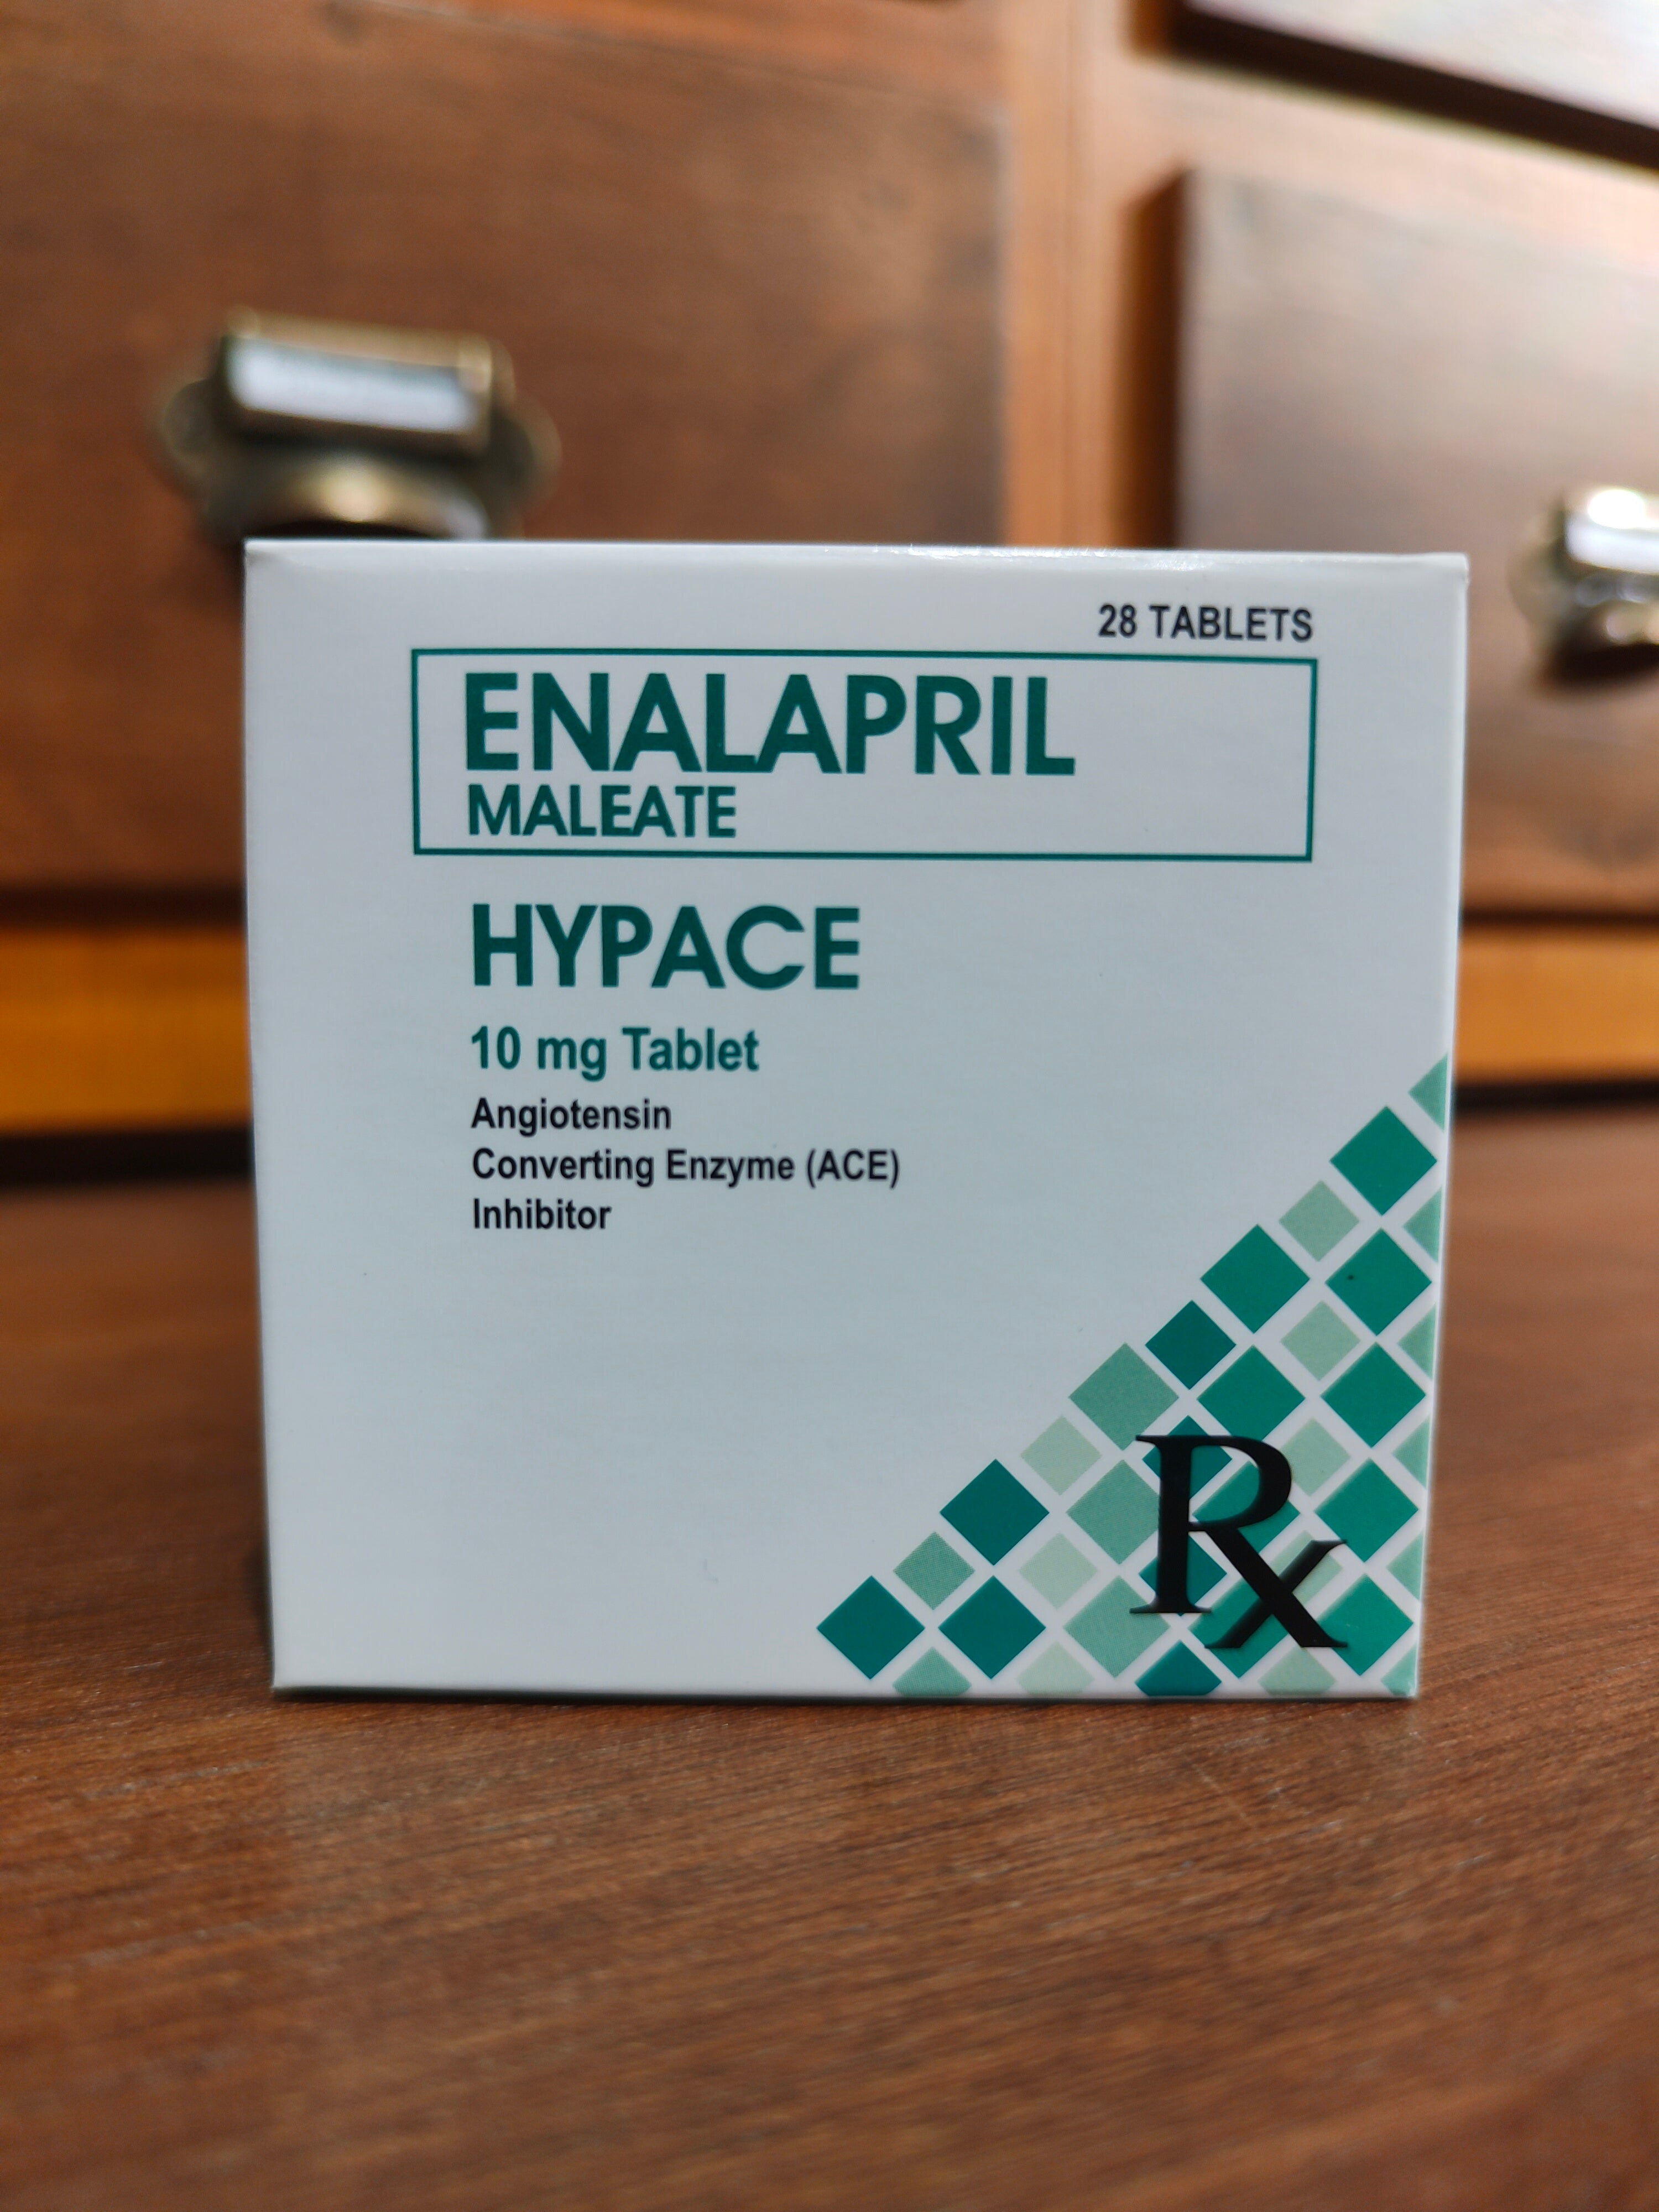 28 TABLETS
ENALAPRIL
MALEATE
HYPACE
10 mg Tablet
Angiotensin
Converting Enzyme (ACE)
Inhibitor
Rx